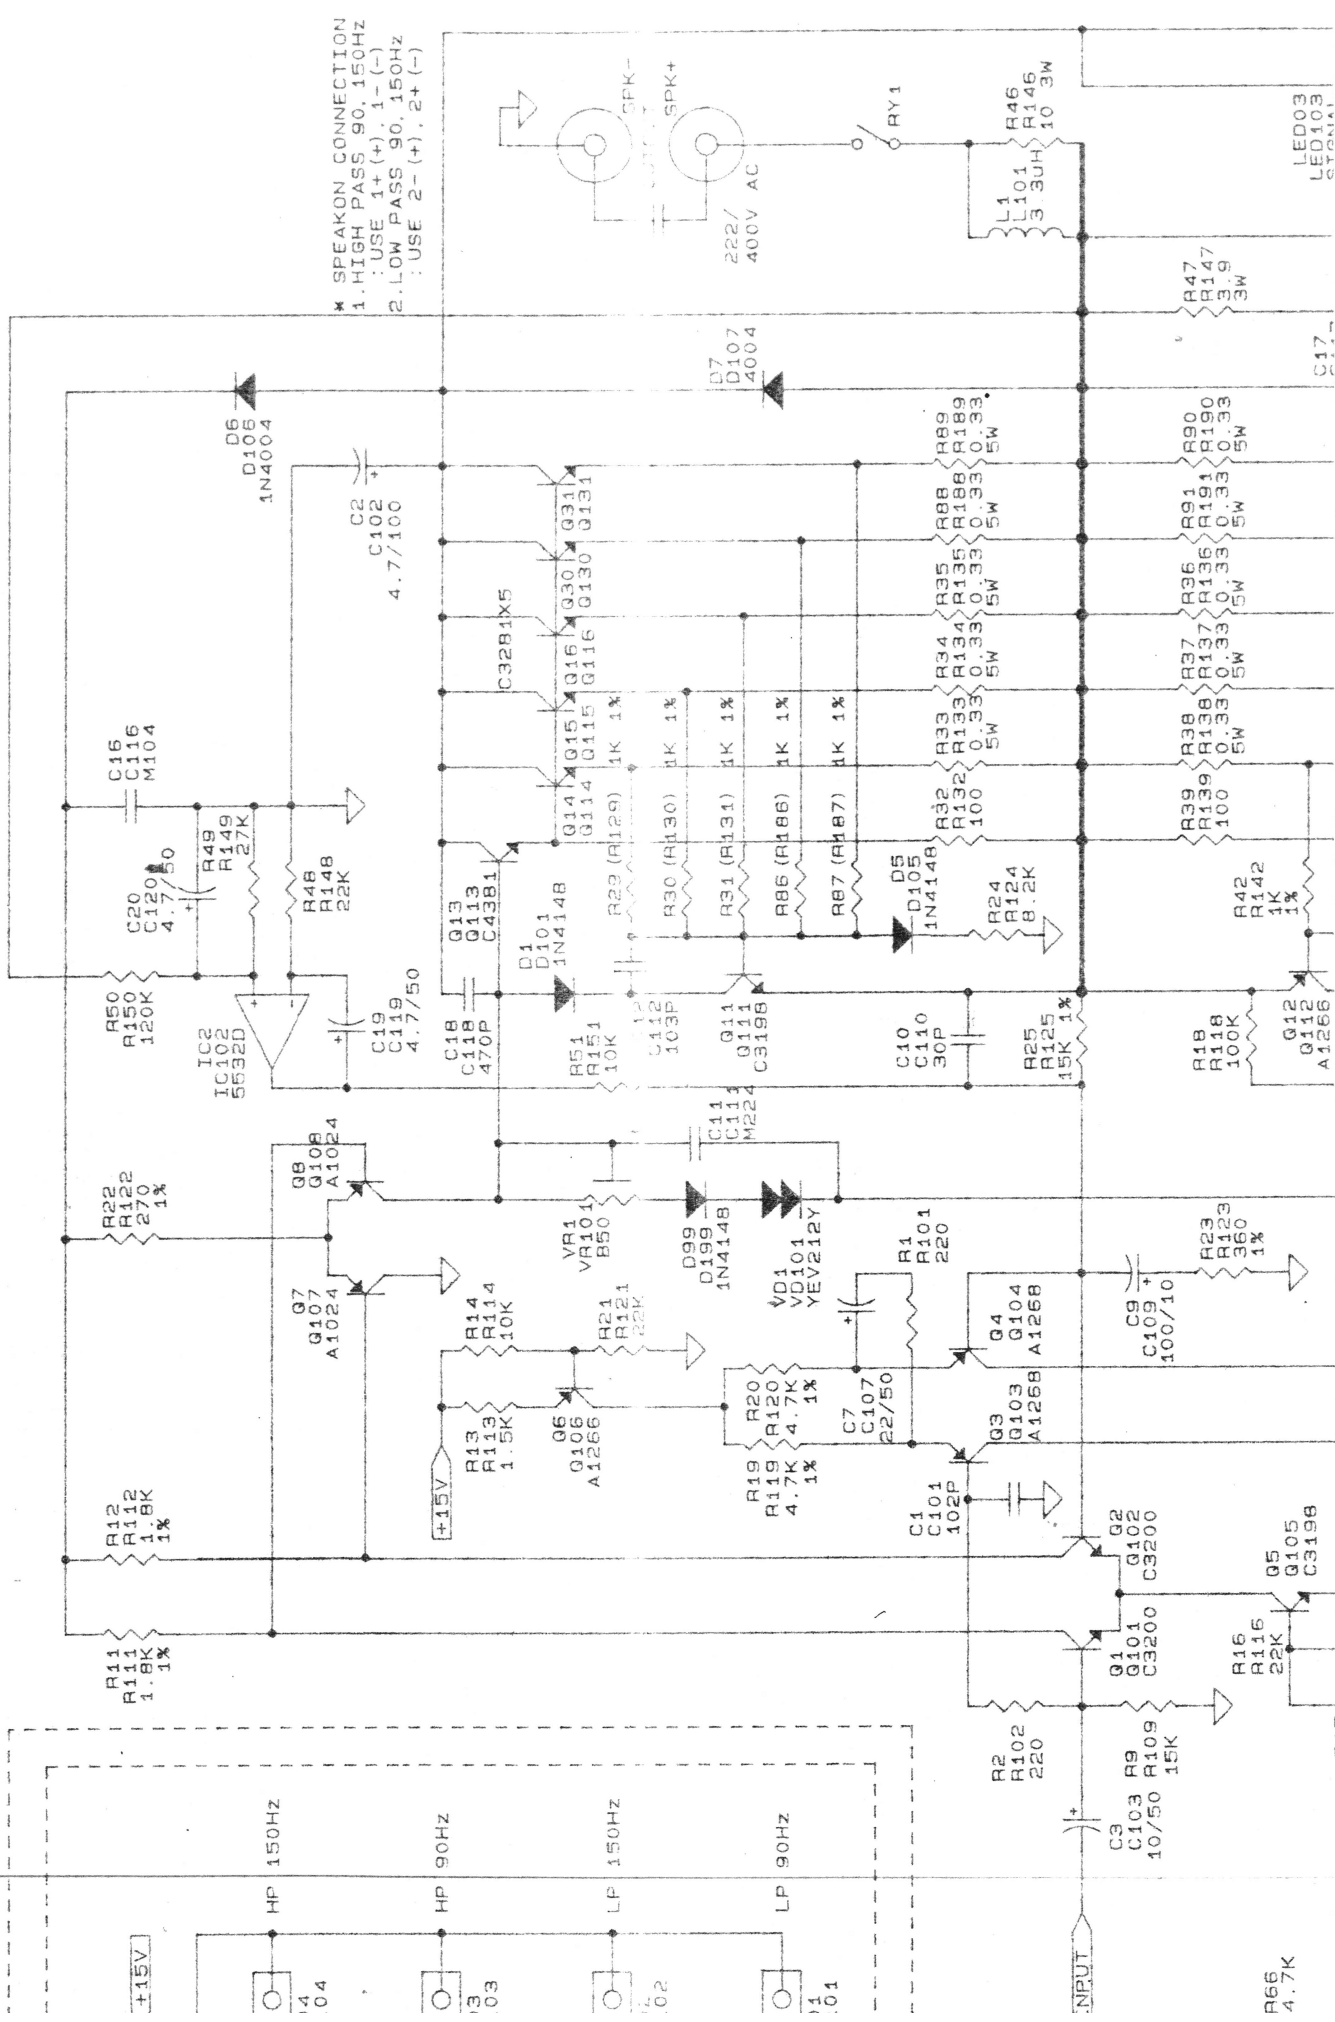 * SPEAKON CONNECTION
1.HIGH PASS 90, 150Hz
: USE 1+(+), 1-(-)
2.LOW PASS 90, 150Hz
: USE 2-(+), 2+(-)
SPK-
SPK+
222/
400V AC
RY1
R46
R146
10 3W
L1
L101
3.3UH
LED03
LED103
R47
R147
3.9
3W
D6
D106
1N4004
D7
D107
4004
C17
C2
C102
4.7/100
C3281X5
Q31
Q131
Q30
Q130
Q16
Q116
Q15
Q115
Q14
Q114
R89
R189
0.33
5W
R88
R188
0.33
5W
R35
R135
0.33
5W
R34
R134
0.33
5W
R33
R133
0.33
5W
R32
R132
100
R90
R190
0.33
5W
R91
R191
0.33
5W
R36
R136
0.33
5W
R37
R137
0.33
5W
R38
R138
0.33
5W
R39
R139
100
C16
C116
M104
C20
C120
4.7/50
R49
R149
27K
R48
R148
22K
R50
R150
120K
IC2
IC102
5532D
C19
C119
4.7/50
Q13
Q113
C4381
R29 (R129) 1K 1%
R30 (R130) 1K 1%
R31 (R131) 1K 1%
R86 (R186) 1K 1%
R87 (R187) 1K 1%
D5
D105
1N4148
R24
R124
8.2K
R42
R142
1K
1%
C18
C118
470P
D1
D101
1N4148
R51
R151
10K
C112
103P
Q11
Q111
C3198
C10
C110
30P
R25
R125
15K 1%
R18
R118
100K
Q12
Q112
A1266
R22
R122
270
1%
Q8
Q108
A1024
Q7
Q107
A1024
VR1
VR101
B50
C11
C111
M224
D99
D199
1N4148
VD1
VD101
YEV212Y
R1
R101
220
R14
R114
10K
R21
R121
22K
R13
R113
1.5K
Q6
Q106
A1266
+15V
R20
R120
4.7K
1%
R19
R119
4.7K
1%
C7
C107
22/50
Q4
Q104
A1268
Q3
Q103
A1268
C9
C109
100/10
R23
R123
360
1%
R12
R112
1.8K
1%
R11
R111
1.8K
1%
C1
C101
102P
Q2
Q102
C3200
Q1
Q101
C3200
Q5
Q105
C3198
R16
R116
22K
R2
R102
220
R9
R109
15K
C3
C103
10/50
HP 150Hz
HP 90Hz
LP 150Hz
LP 90Hz
+15V
NPUT
R66
4.7K